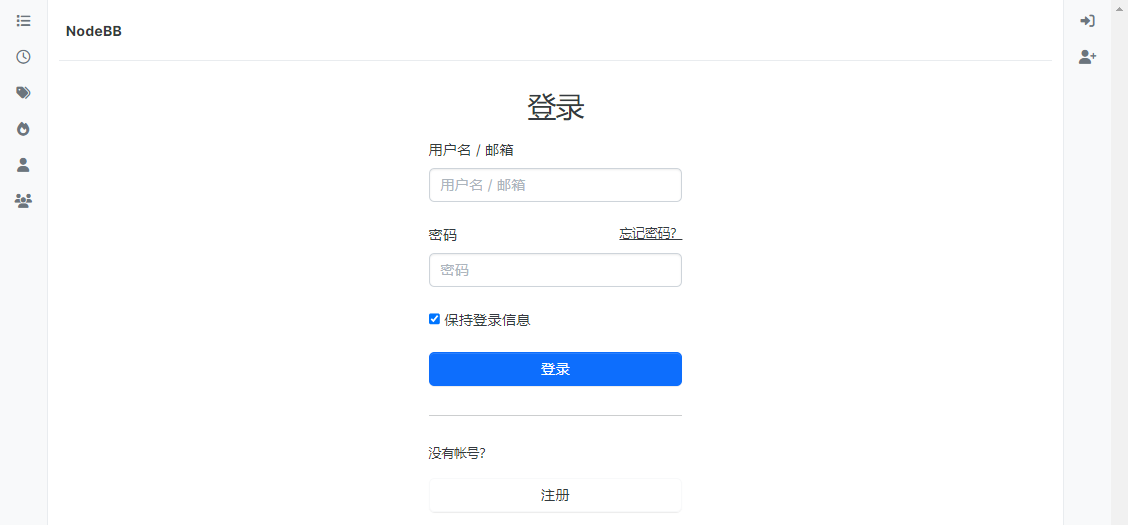 NodeBB
登录
用户名 / 邮箱
用户名 / 邮箱
密码 忘记密码？
密码
保持登录信息
登录
没有帐号?
注册